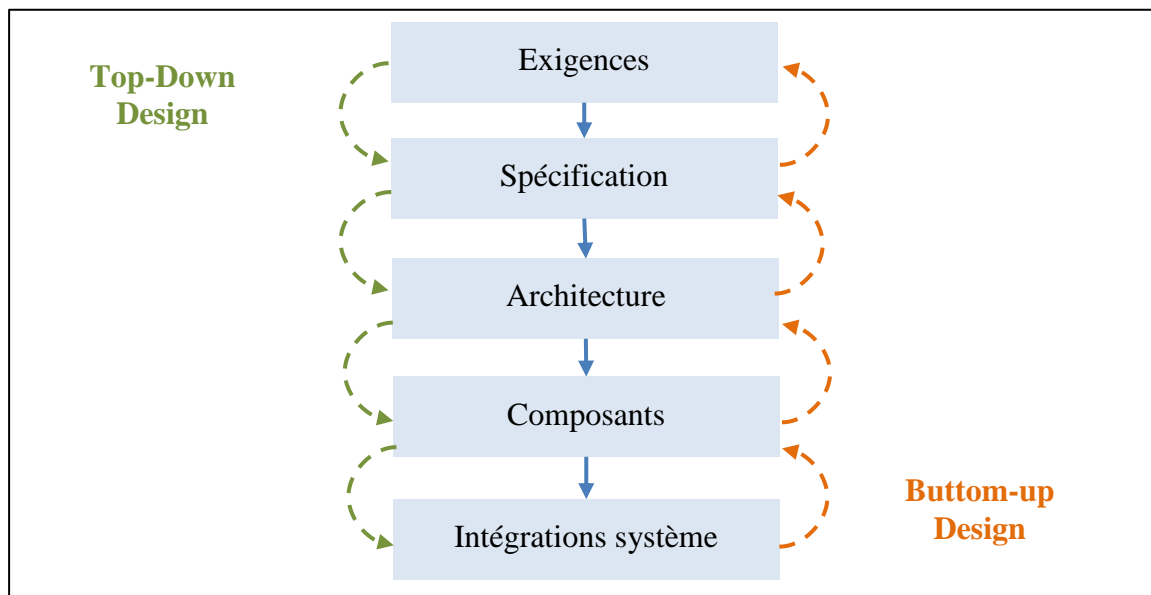 Exigences
Top-Down
Design
Spécification
Architecture
Composants
Buttom-up
Design
Intégrations système